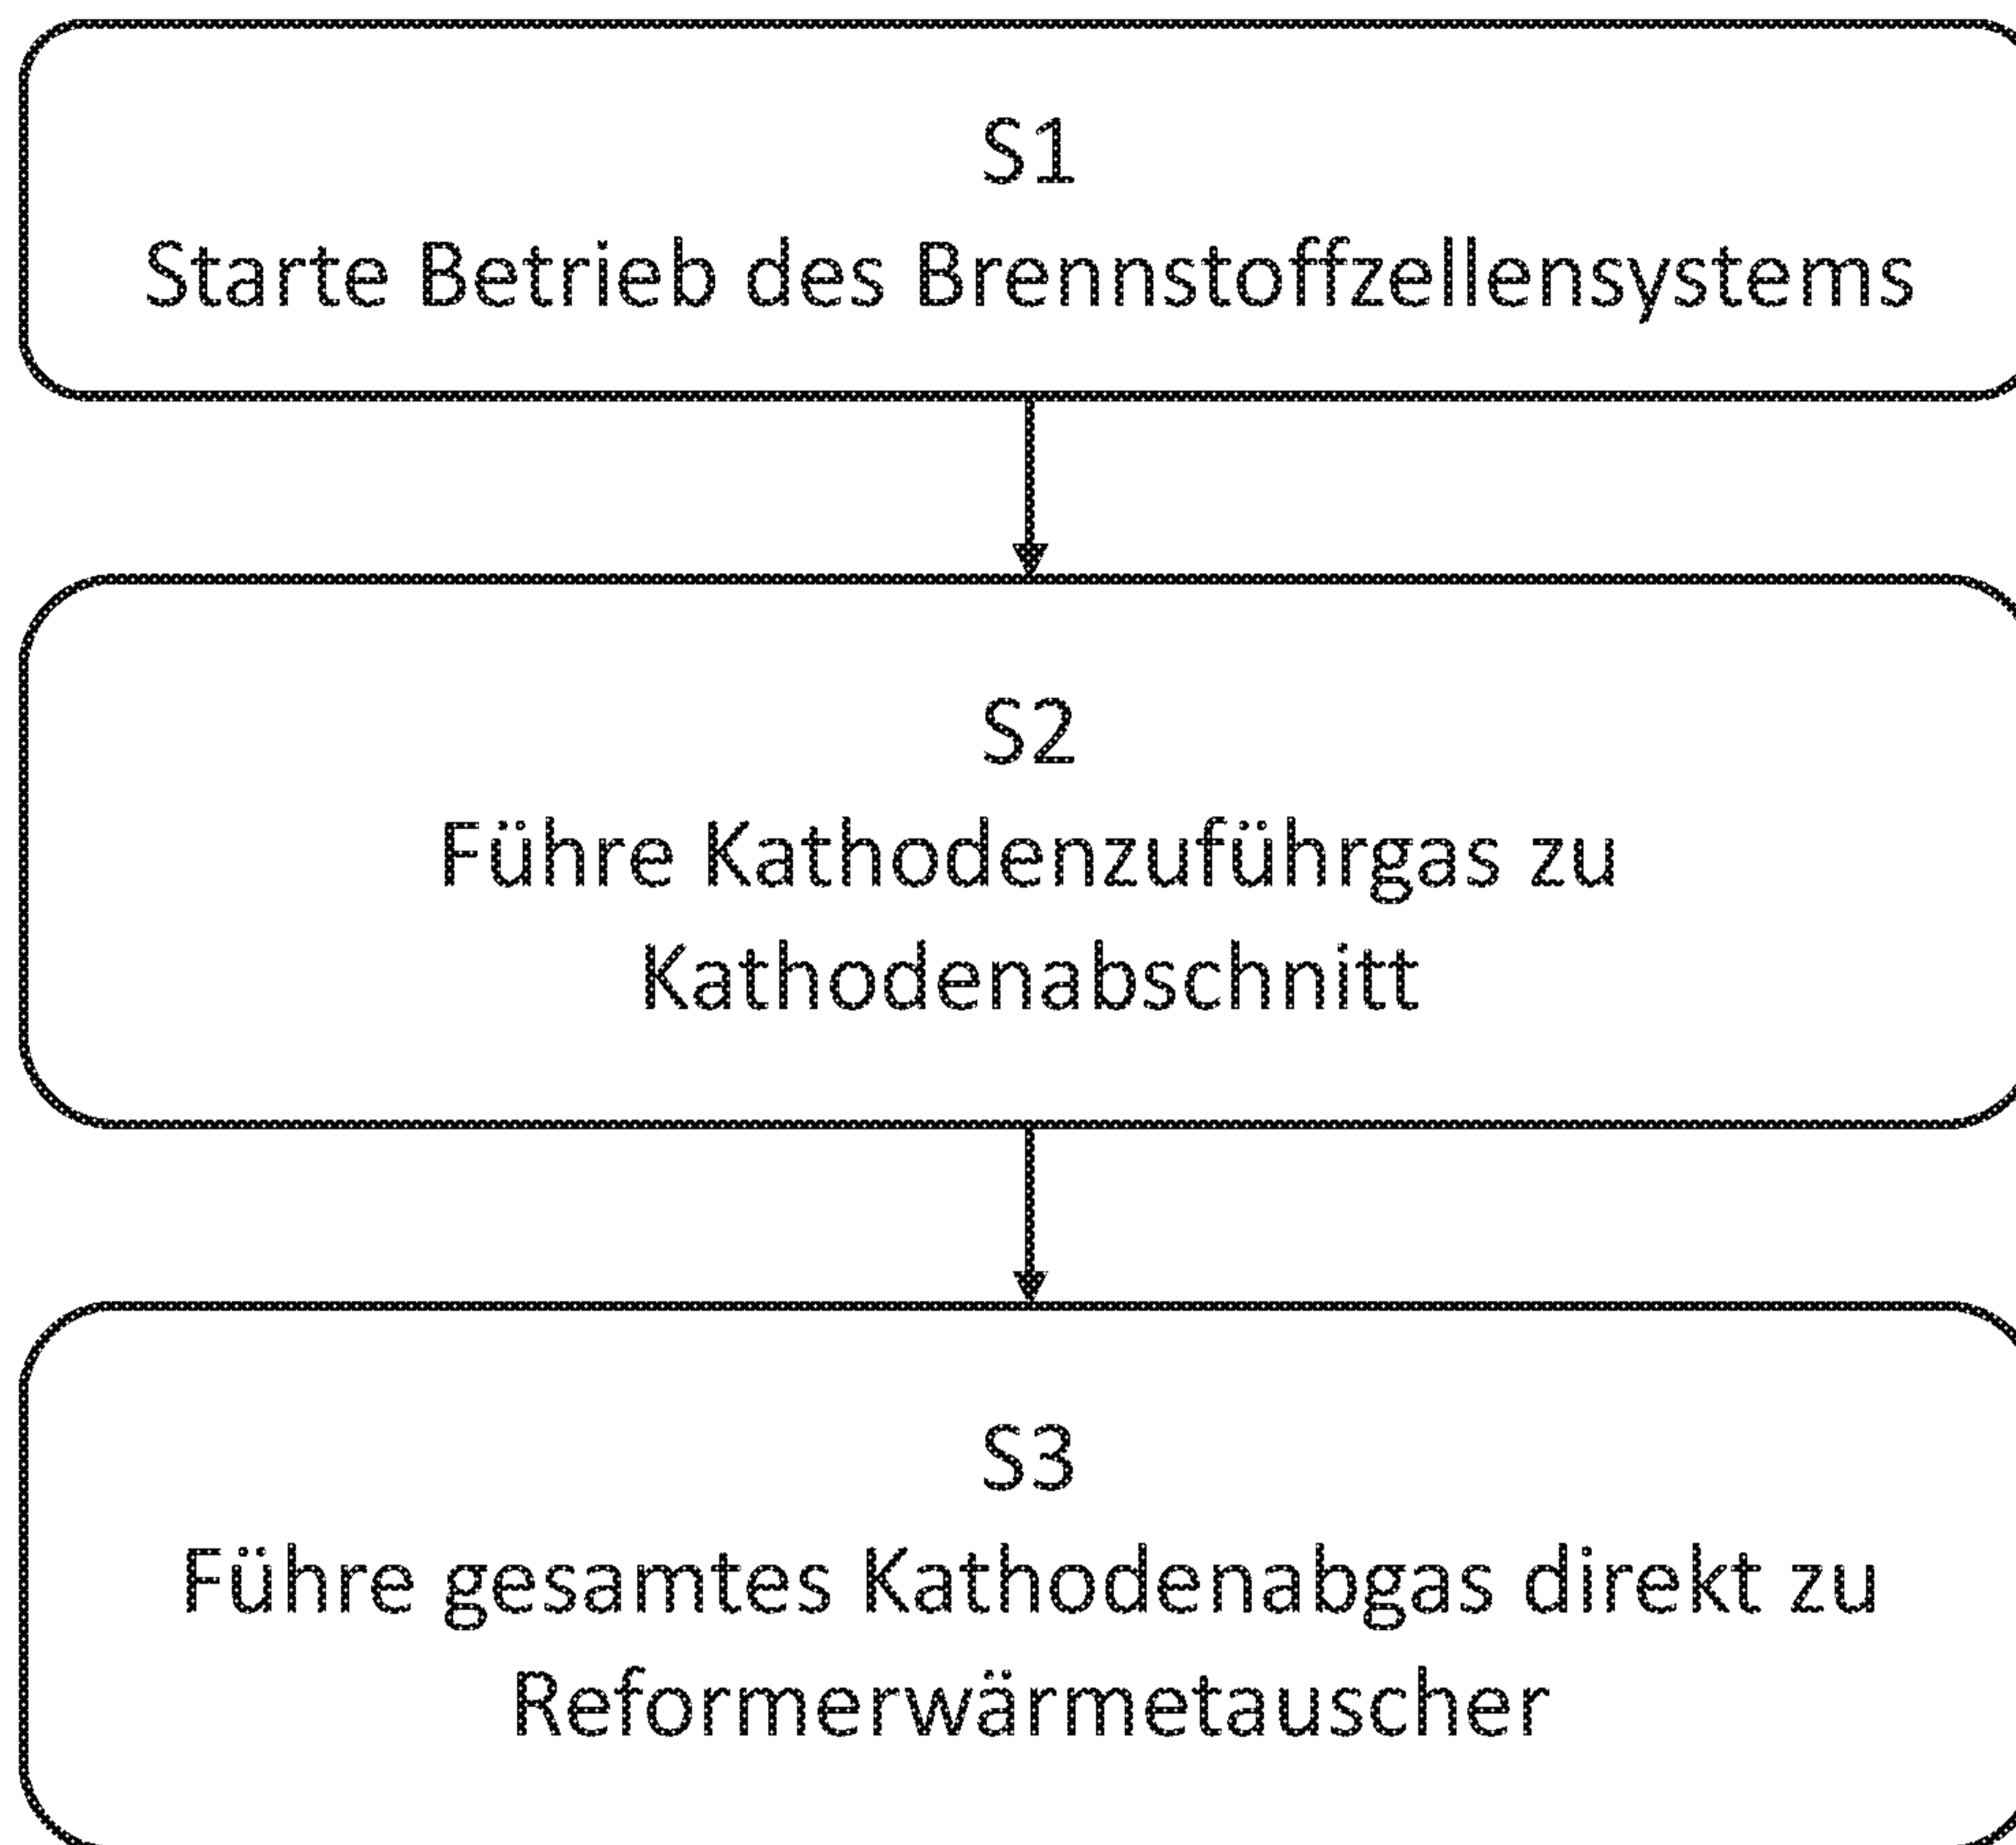 S1
Starte Betrieb des Brennstoffzellensystems
S2
Führe Kathodenzuführgas zu
Kathodenabschnitt
S3
Führe gesamtes Kathodenabgas direkt zu
Reformerwärmetauscher